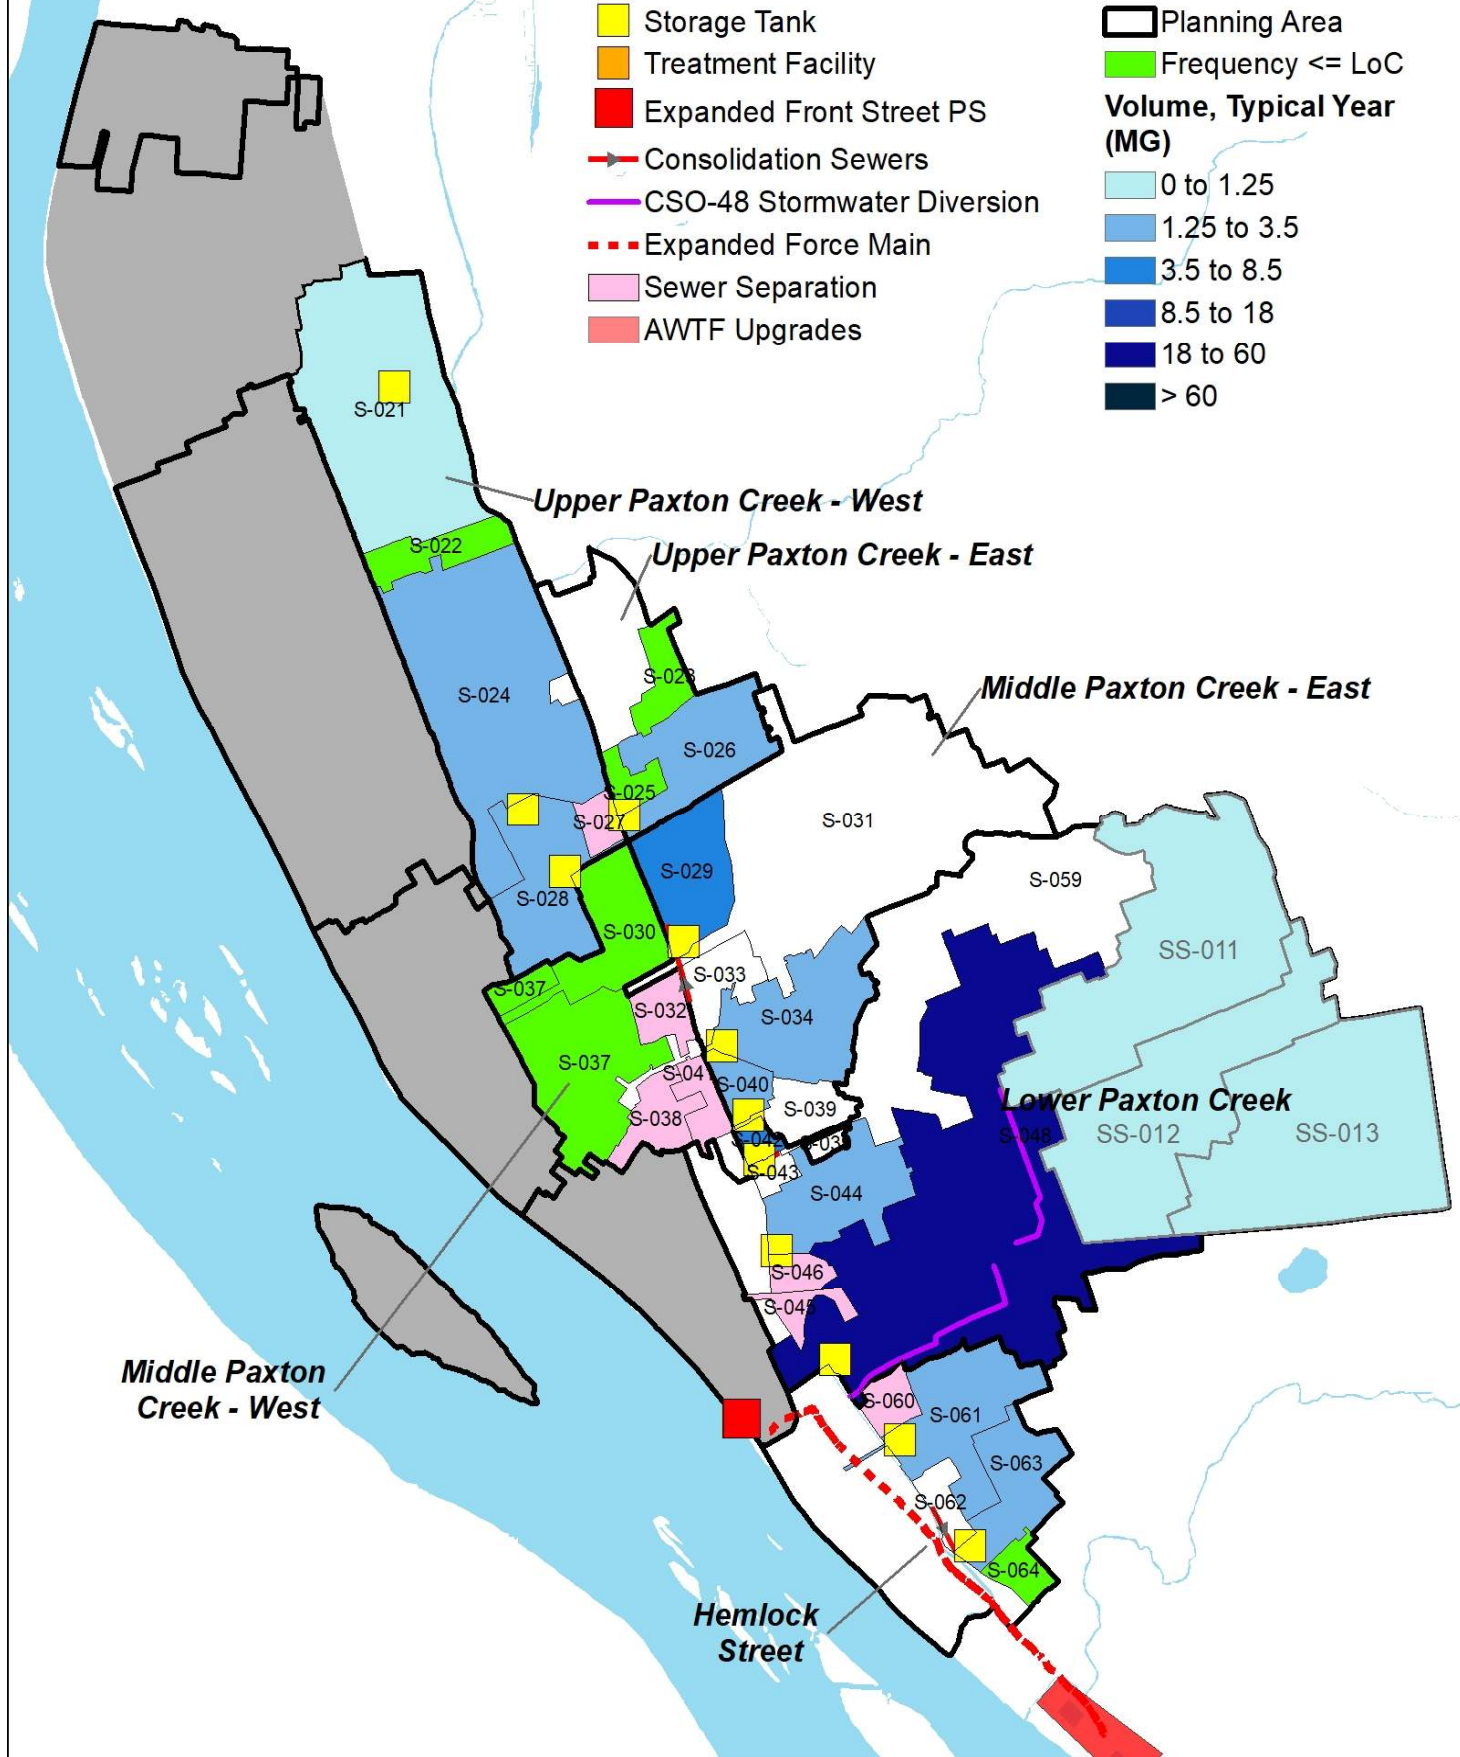 Storage Tank
Treatment Facility
Expanded Front Street PS
Consolidation Sewers
CSO-48 Stormwater Diversion
Expanded Force Main
Sewer Separation
AWTF Upgrades
Planning Area
Frequency <= LoC
Volume, Typical Year
(MG)
0 to 1.25
1.25 to 3.5
3.5 to 8.5
8.5 to 18
18 to 60
> 60
S-021
Upper Paxton Creek - West
S-022
Upper Paxton Creek - East
S-023
S-024
Middle Paxton Creek - East
S-026
S-025
S-027
S-031
S-029
S-059
S-028
S-030
SS-011
S-033
S-037
S-032
S-034
S-037
S-041
S-040
S-039
Lower Paxton Creek
S-038
S-042
S-048
SS-012
SS-013
S-043
S-044
S-046
S-045
Middle Paxton
Creek - West
S-060
S-061
S-063
S-062
S-064
Hemlock
Street